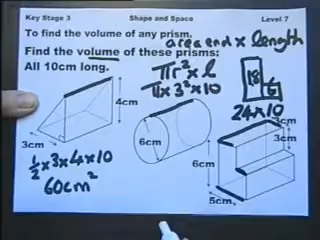 Key Stage 3 Shape and Space Level 7
To find the volume of any prism.
area end x length
Find the volume of these prisms:
All 10cm long.
πr² x l
π x 3² x 10
18
6
24 x 10
4cm
3cm
6cm
3cm
3cm
6cm
5cm
½ x 3 x 4 x 10
60cm²